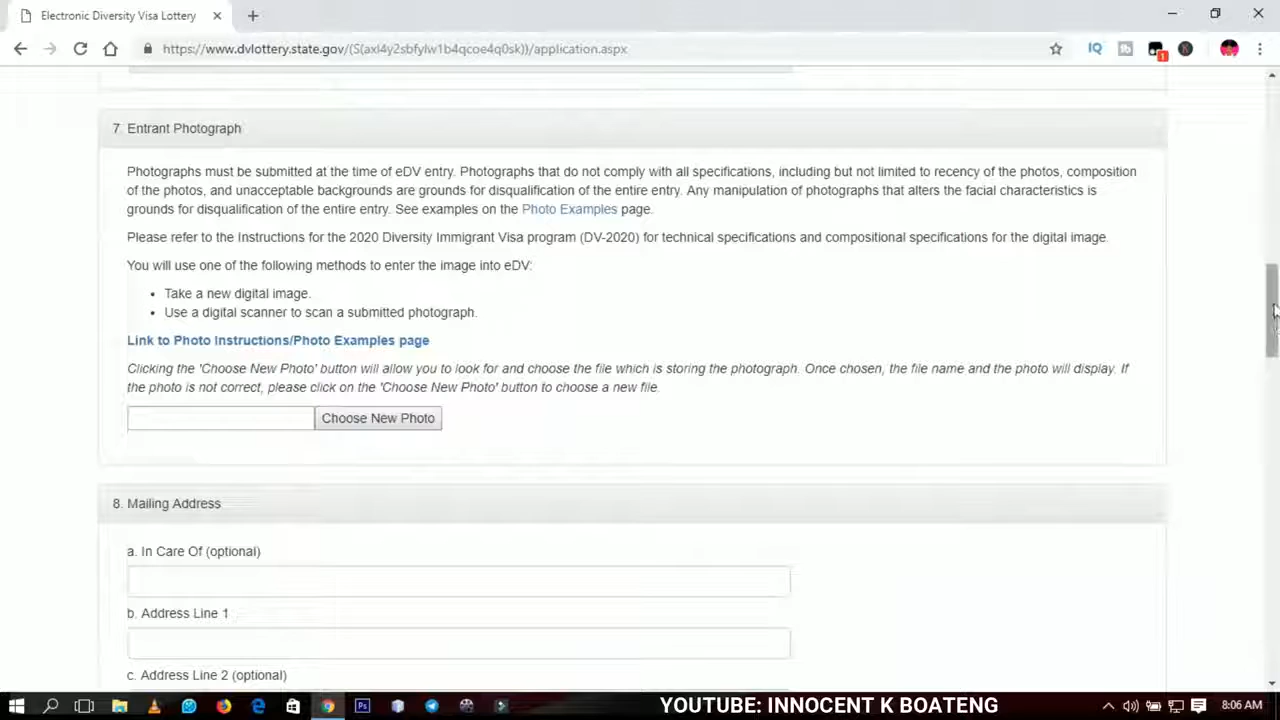 Electronic Diversity Visa Lottery
https://www.dvlottery.state.gov/(S(axl4y2sbfylw1b4qcoe4q0sk))/application.aspx
IQ
tb
1
7. Entrant Photograph
Photographs must be submitted at the time of eDV entry. Photographs that do not comply with all specifications, including but not limited to recency of the photos, composition
of the photos, and unacceptable backgrounds are grounds for disqualification of the entire entry. Any manipulation of photographs that alters the facial characteristics is
grounds for disqualification of the entire entry. See examples on the Photo Examples page.
Please refer to the Instructions for the 2020 Diversity Immigrant Visa program (DV-2020) for technical specifications and compositional specifications for the digital image.
You will use one of the following methods to enter the image into eDV:
• Take a new digital image.
• Use a digital scanner to scan a submitted photograph.
Link to Photo Instructions/Photo Examples page
Clicking the 'Choose New Photo' button will allow you to look for and choose the file which is storing the photograph. Once chosen, the file name and the photo will display. If
the photo is not correct, please click on the 'Choose New Photo' button to choose a new file.
Choose New Photo
8. Mailing Address
a. In Care Of (optional)
b. Address Line 1
c. Address Line 2 (optional)
Ps
YOUTUBE: INNOCENT K BOATENG
8:06 AM